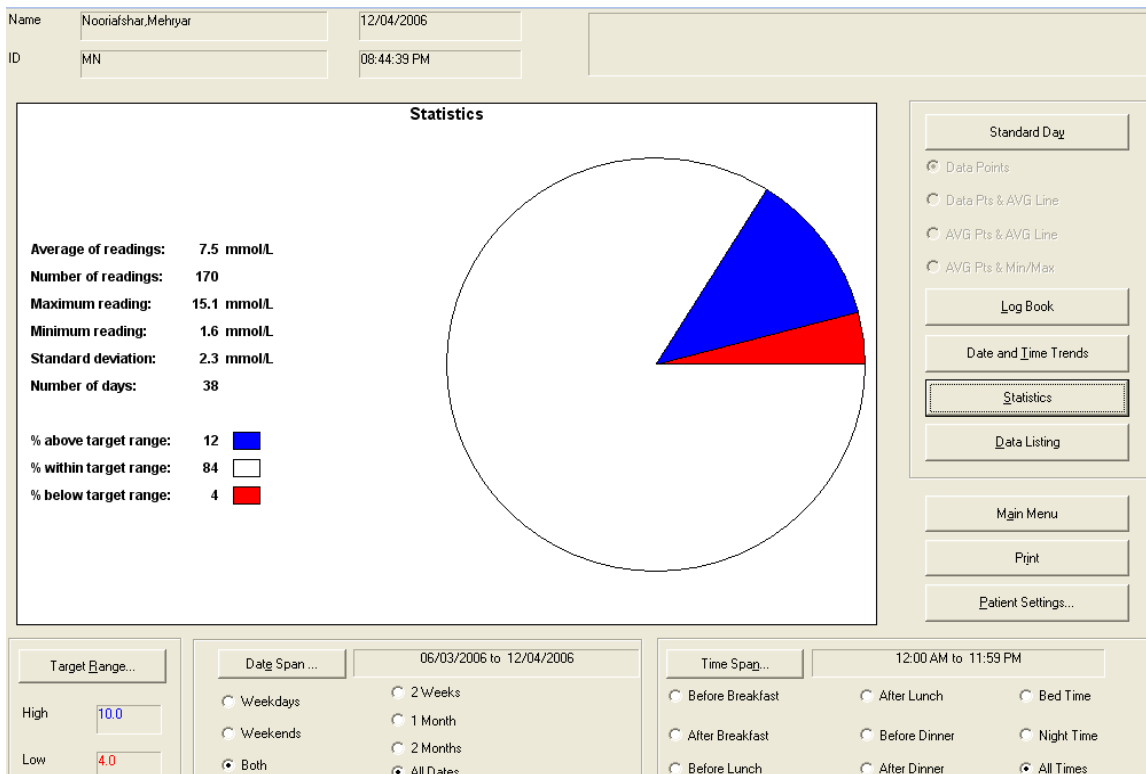 Name Nooriafshar,Mehryar 12/04/2006
ID MN 08:44:39 PM
Statistics
Average of readings: 7.5 mmol/L
Number of readings: 170
Maximum reading: 15.1 mmol/L
Minimum reading: 1.6 mmol/L
Standard deviation: 2.3 mmol/L
Number of days: 38
% above target range: 12
% within target range: 84
% below target range: 4
Standard Day
Data Points
Data Pts & AVG Line
AVG Pts & AVG Line
AVG Pts & Min/Max
Log Book
Date and Time Trends
Statistics
Data Listing
Main Menu
Print
Patient Settings...
Target Range...
High 10.0
Low 4.0
Date Span ... 06/03/2006 to 12/04/2006
Weekdays
Weekends
Both
2 Weeks
1 Month
2 Months
All Dates
Time Span... 12:00 AM to 11:59 PM
Before Breakfast
After Breakfast
Before Lunch
After Lunch
Before Dinner
After Dinner
Bed Time
Night Time
All Times